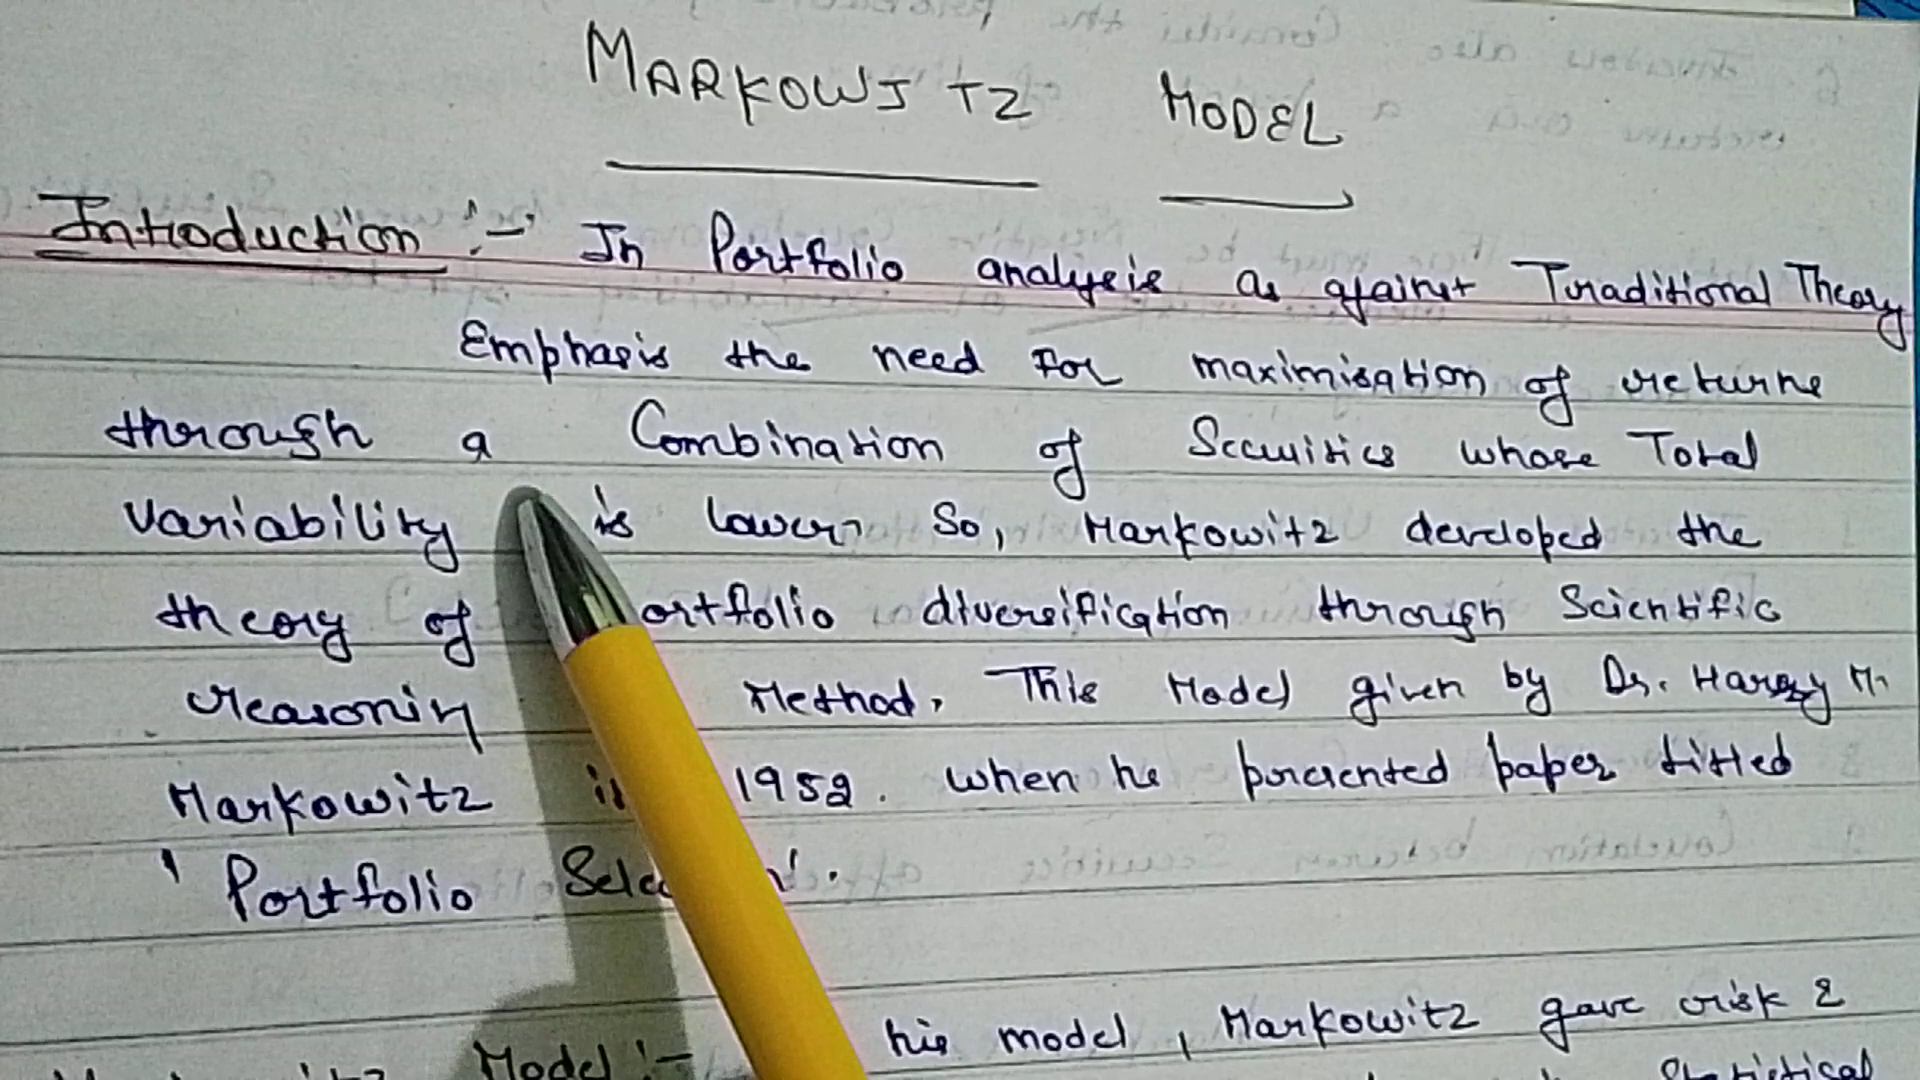 MARKOWITZ MODEL
Introduction :- In Portfolio analysis as against Traditional Theory
Emphasis the need for maximisation of returns
through a Combination of Securities whose Total
variability is lower. So, Markowitz developed the
theory of ortfolio diversification through Scientific
reasoning Method. This Model given by Dr. Harry M.
Markowitz in 1952. When he presented paper titled
'Portfolio Selec n'.
Model :- his model, Markowitz gave risk &
Statistical